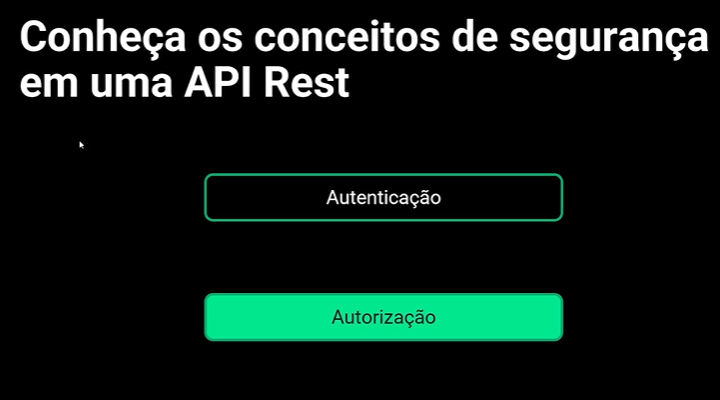 Conheça os conceitos de segurança
em uma API Rest
Autenticação
Autorização